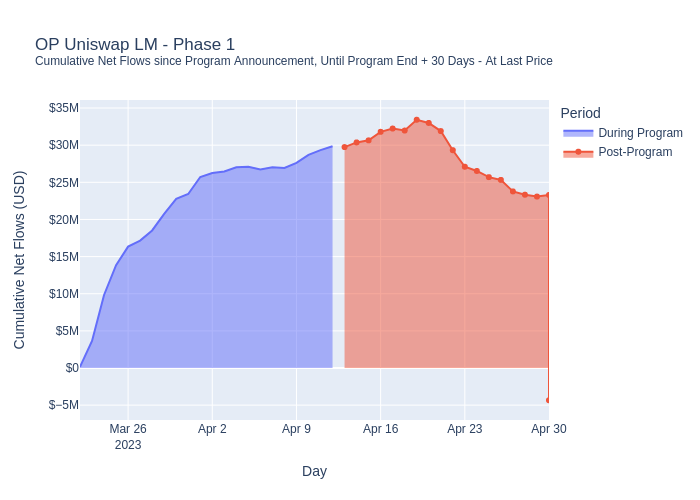 OP Uniswap LM - Phase 1
Cumulative Net Flows since Program Announcement, Until Program End + 30 Days - At Last Price
Period
During Program
Post-Program
Cumulative Net Flows (USD)
$35M
$30M
$25M
$20M
$15M
$10M
$5M
$0
$−5M
Mar 26
2023
Apr 2
Apr 9
Apr 16
Apr 23
Apr 30
Day